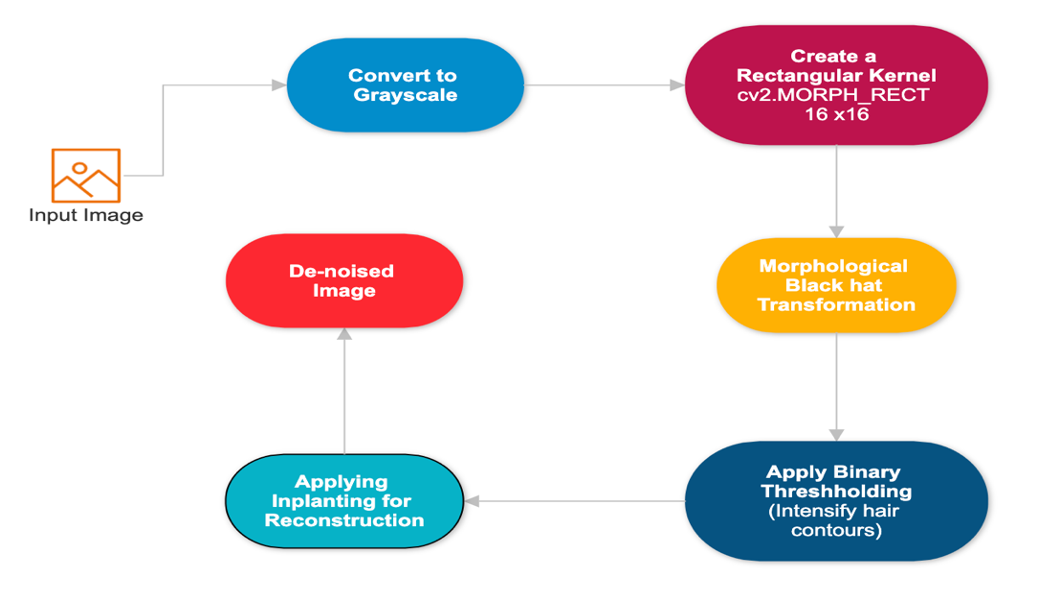 Input Image
Convert to
Grayscale
Create a
Rectangular Kernel
cv2.MORPH_RECT
16 x16
Morphological
Black hat
Transformation
Apply Binary
Threshholding
(Intensify hair
contours)
Applying
Inplanting for
Reconstruction
De-noised
Image